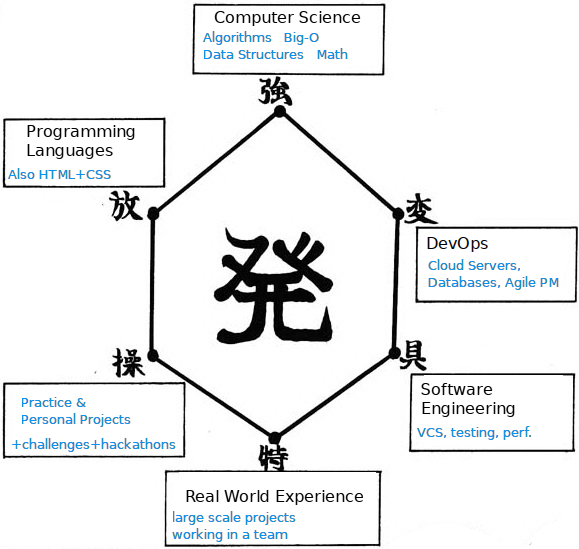 Computer Science
Algorithms Big-O
Data Structures Math
強
Programming
Languages
Also HTML+CSS
放
変
DevOps
Cloud Servers,
Databases, Agile PM
発
操
具
Practice &
Personal Projects
+challenges+hackathons
Software
Engineering
VCS, testing, perf.
特
Real World Experience
large scale projects
working in a team